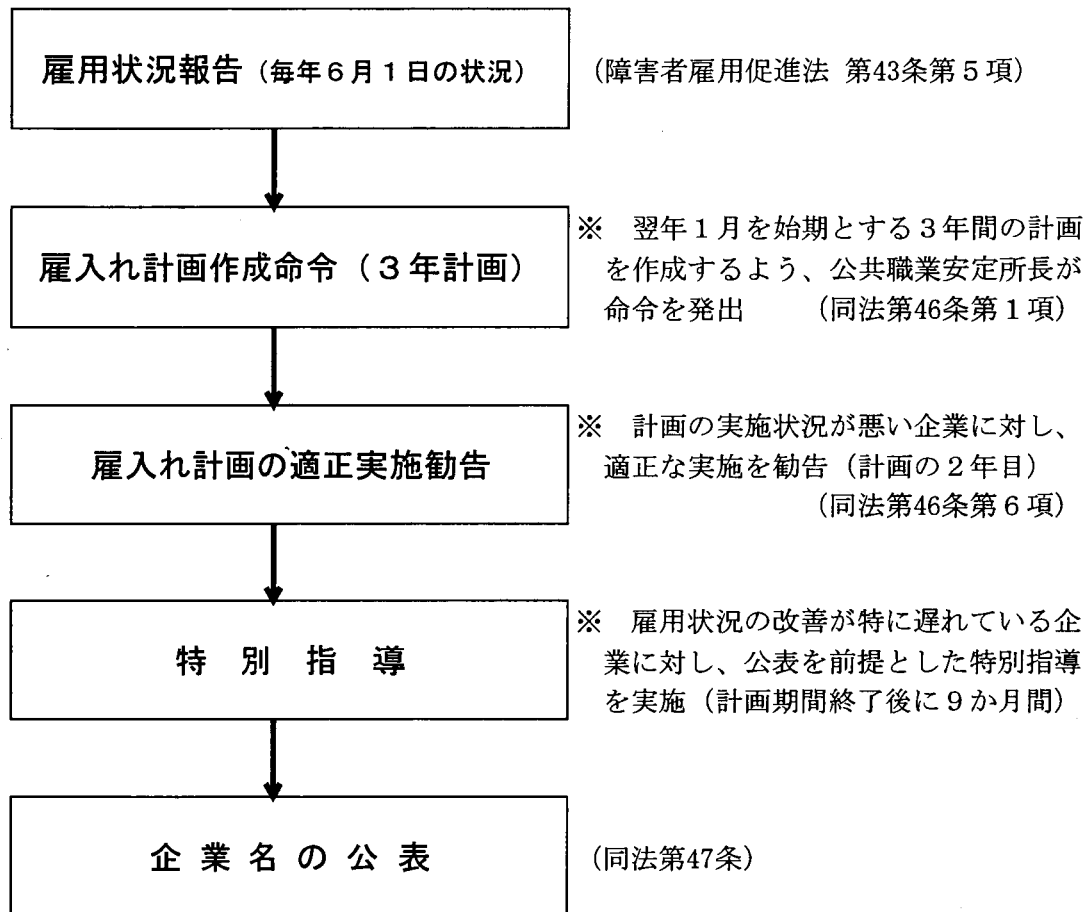 雇用状況報告（毎年６月１日の状況）
（障害者雇用促進法 第43条第５項）
雇入れ計画作成命令（３年計画）
※　翌年１月を始期とする３年間の計画
を作成するよう、公共職業安定所長が
命令を発出　　（同法第46条第１項）
雇入れ計画の適正実施勧告
※　計画の実施状況が悪い企業に対し、
適正な実施を勧告（計画の２年目）
（同法第46条第６項）
特　別　指　導
※　雇用状況の改善が特に遅れている企
業に対し、公表を前提とした特別指導
を実施（計画期間終了後に９か月間）
企 業 名 の 公 表
（同法第47条）